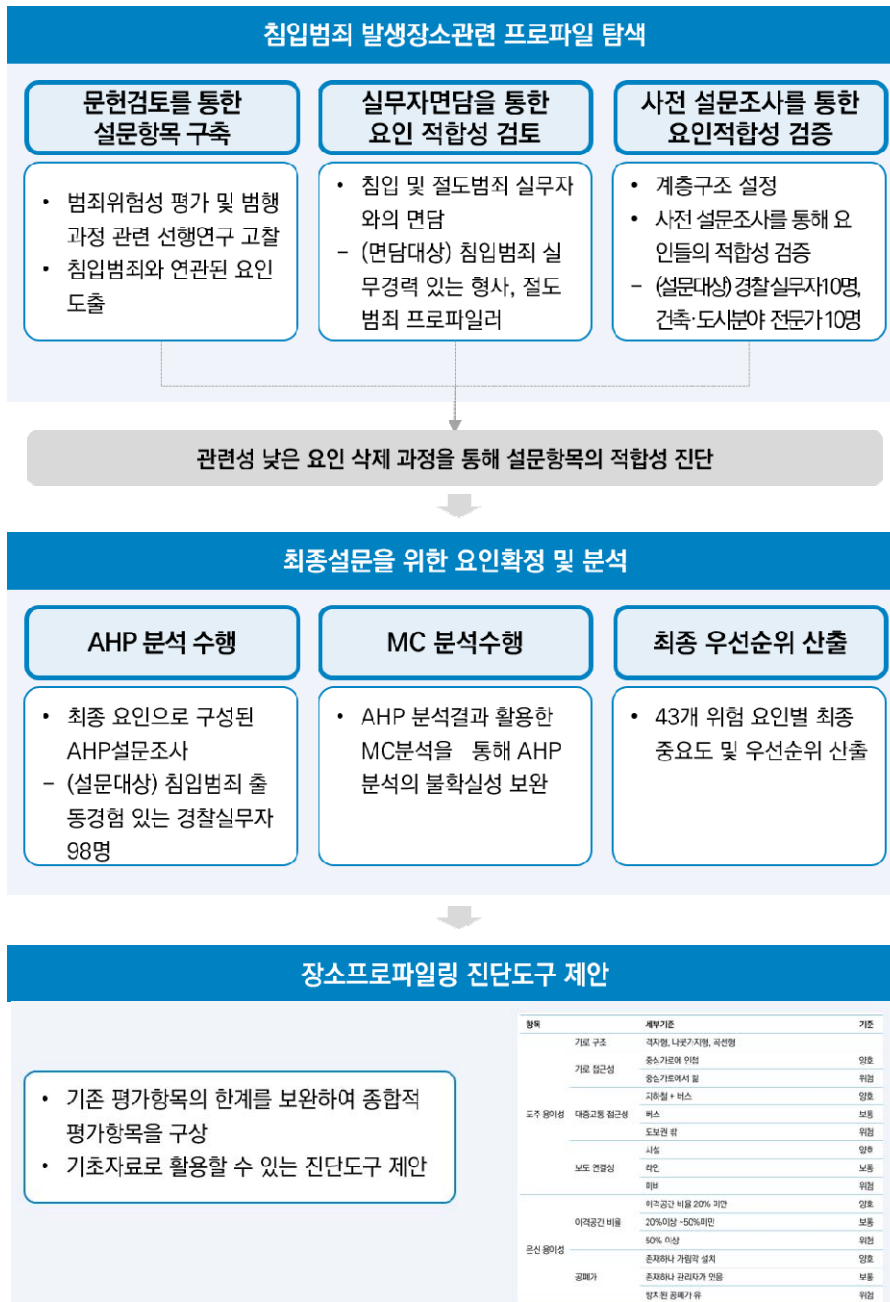 침입범죄 발생장소관련 프로파일 탐색
문헌검토를 통한
설문항목 구축
• 범죄위험성 평가 및 범행
과정 관련 선행연구 고찰
• 침입범죄와 연관된 요인
도출
실무자면담을 통한
요인 적합성 검토
• 침입 및 절도범죄 실무자
와의 면담
– (면담대상) 침입범죄 실
무경력 있는 형사, 절도
범죄 프로파일러
사전 설문조사를 통한
요인적합성 검증
• 계층구조 설정
• 사전 설문조사를 통해 요
인들의 적합성 검증
– (설문대상) 경찰실무자10명,
건축·도시분야 전문가10명
관련성 낮은 요인 삭제 과정을 통해 설문항목의 적합성 진단
최종설문을 위한 요인확정 및 분석
AHP 분석 수행
• 최종 요인으로 구성된
AHP설문조사
– (설문대상) 침입범죄 출
동경험 있는 경찰실무자
98명
MC 분석수행
• AHP 분석결과 활용한
MC분석을 통해 AHP
분석의 불확실성 보완
최종 우선순위 산출
• 43개 위험 요인별 최종
중요도 및 우선순위 산출
장소프로파일링 진단도구 제안
• 기존 평가항목의 한계를 보완하여 종합적
평가항목을 구상
• 기초자료로 활용할 수 있는 진단도구 제안
항목 세부기준 기준
가로 구조 격자형, 나뭇가지형, 곡선형
가로 접근성 중심가로에 인접 양호
중심가로에서 멂 위험
도주 용이성 대중교통 접근성 지하철 + 버스 양호
버스 보통
도보권 밖 위험
보도 연결성 시설 양호
라인 보통
미비 위험
은신 용이성 이격공간 비율 이격공간 비율 20% 미만 양호
20%이상 ~50%미만 보통
50% 이상 위험
공폐가 존재하나 가림막 설치 양호
존재하나 관리자가 있음 보통
방치된 공폐가 유 위험